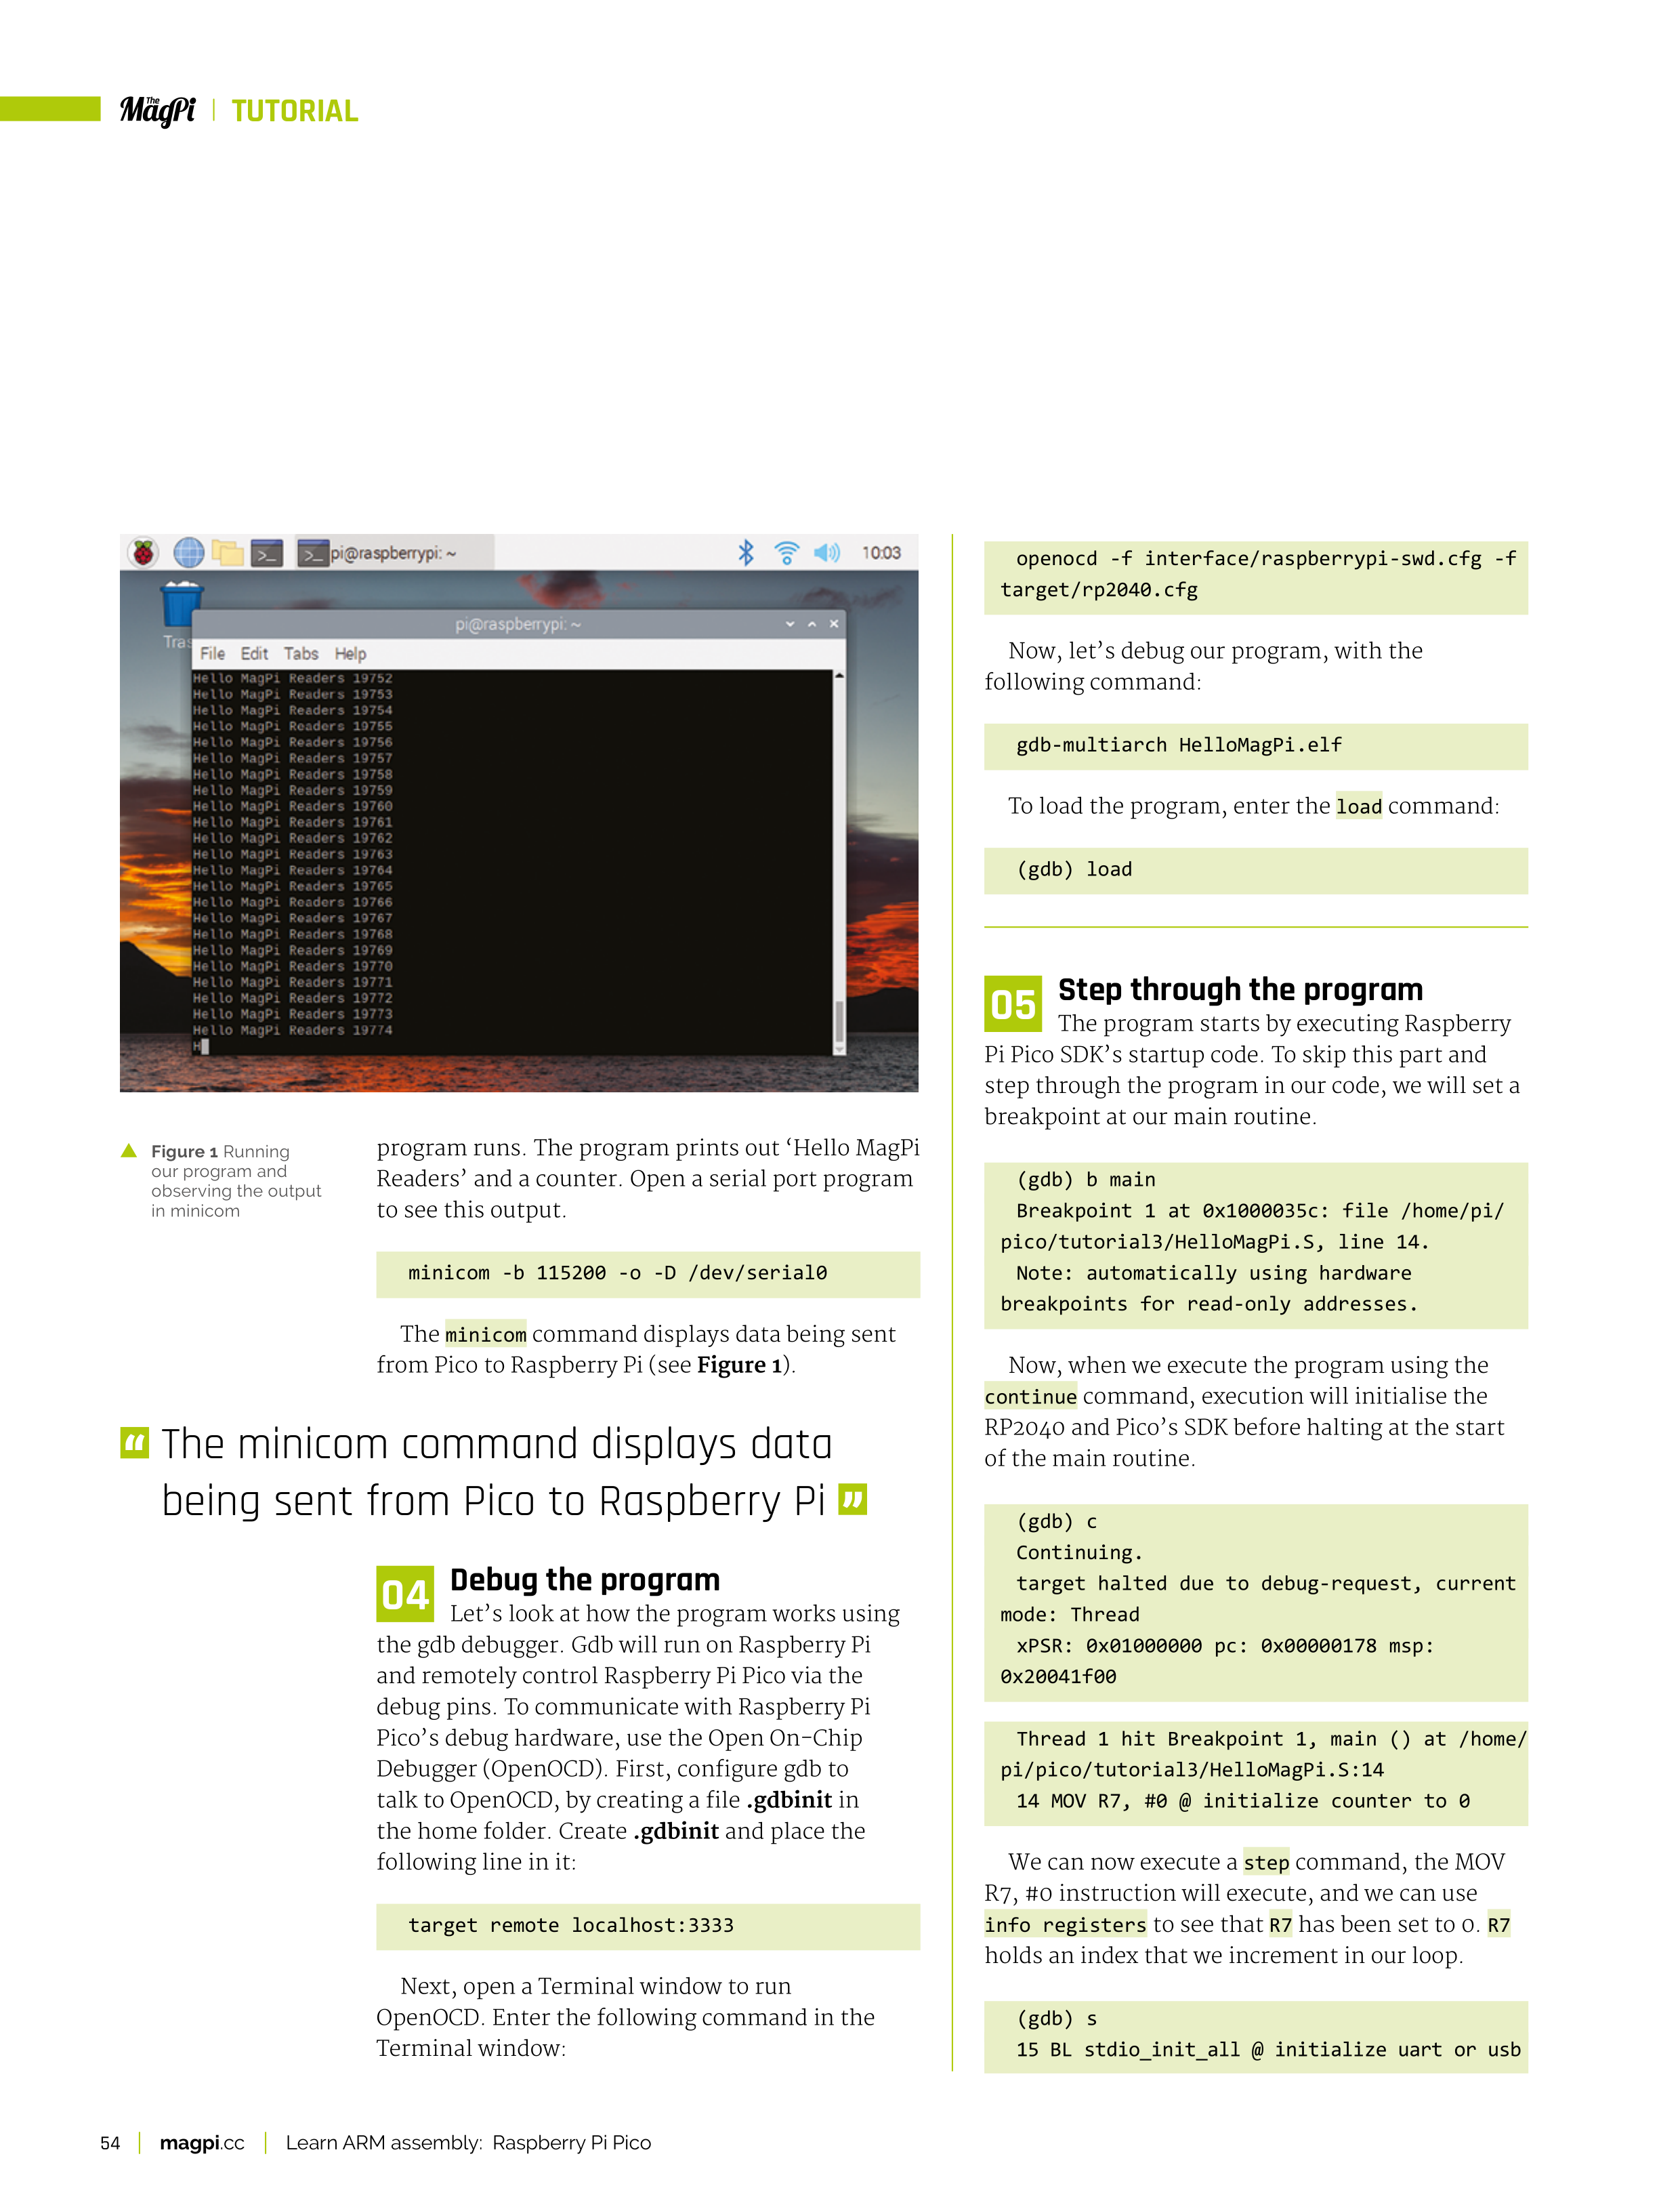 The MagPi | TUTORIAL
pi@raspberrypi: ~
10:03
Tras
pi@raspberrypi: ~
File Edit Tabs Help
Hello MagPi Readers 19752
Hello MagPi Readers 19753
Hello MagPi Readers 19754
Hello MagPi Readers 19755
Hello MagPi Readers 19756
Hello MagPi Readers 19757
Hello MagPi Readers 19758
Hello MagPi Readers 19759
Hello MagPi Readers 19760
Hello MagPi Readers 19761
Hello MagPi Readers 19762
Hello MagPi Readers 19763
Hello MagPi Readers 19764
Hello MagPi Readers 19765
Hello MagPi Readers 19766
Hello MagPi Readers 19767
Hello MagPi Readers 19768
Hello MagPi Readers 19769
Hello MagPi Readers 19770
Hello MagPi Readers 19771
Hello MagPi Readers 19772
Hello MagPi Readers 19773
Hello MagPi Readers 19774
H
Figure 1 Running
our program and
observing the output
in minicom
program runs. The program prints out ‘Hello MagPi
Readers’ and a counter. Open a serial port program
to see this output.
minicom -b 115200 -o -D /dev/serial0
The minicom command displays data being sent
from Pico to Raspberry Pi (see Figure 1).
“ The minicom command displays data
being sent from Pico to Raspberry Pi ”
04 Debug the program
Let’s look at how the program works using
the gdb debugger. Gdb will run on Raspberry Pi
and remotely control Raspberry Pi Pico via the
debug pins. To communicate with Raspberry Pi
Pico’s debug hardware, use the Open On-Chip
Debugger (OpenOCD). First, configure gdb to
talk to OpenOCD, by creating a file .gdbinit in
the home folder. Create .gdbinit and place the
following line in it:
target remote localhost:3333
Next, open a Terminal window to run
OpenOCD. Enter the following command in the
Terminal window:
openocd -f interface/raspberrypi-swd.cfg -f
target/rp2040.cfg
Now, let’s debug our program, with the
following command:
gdb-multiarch HelloMagPi.elf
To load the program, enter the load command:
(gdb) load
05 Step through the program
The program starts by executing Raspberry
Pi Pico SDK’s startup code. To skip this part and
step through the program in our code, we will set a
breakpoint at our main routine.
(gdb) b main
Breakpoint 1 at 0x1000035c: file /home/pi/
pico/tutorial3/HelloMagPi.S, line 14.
Note: automatically using hardware
breakpoints for read-only addresses.
Now, when we execute the program using the
continue command, execution will initialise the
RP2040 and Pico’s SDK before halting at the start
of the main routine.
(gdb) c
Continuing.
target halted due to debug-request, current
mode: Thread
xPSR: 0x01000000 pc: 0x00000178 msp:
0x20041f00
Thread 1 hit Breakpoint 1, main () at /home/
pi/pico/tutorial3/HelloMagPi.S:14
14 MOV R7, #0 @ initialize counter to 0
We can now execute a step command, the MOV
R7, #0 instruction will execute, and we can use
info registers to see that R7 has been set to 0. R7
holds an index that we increment in our loop.
(gdb) s
15 BL stdio_init_all @ initialize uart or usb
54 | magpi.cc | Learn ARM assembly: Raspberry Pi Pico